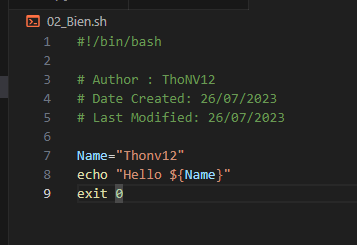 02_Bien.sh
1 #!/bin/bash
2
3 # Author : ThoNV12
4 # Date Created: 26/07/2023
5 # Last Modified: 26/07/2023
6
7 Name="Thonv12"
8 echo "Hello ${Name}"
9 exit 0